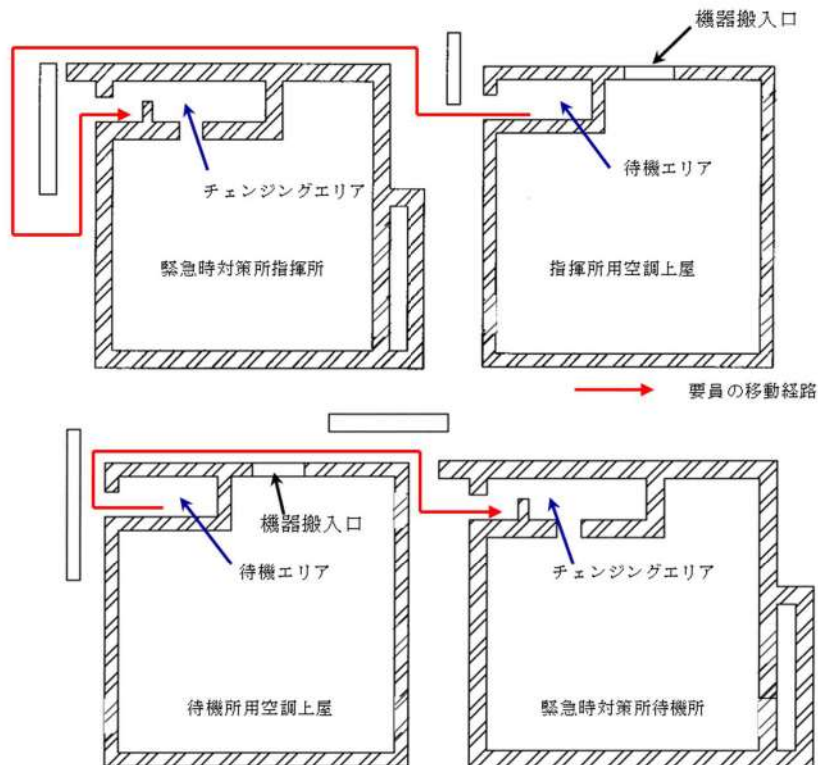 機器搬入口
チェンジングエリア
待機エリア
緊急時対策所指揮所
指揮所用空調上屋
要員の移動経路
機器搬入口
待機エリア
チェンジングエリア
待機所用空調上屋
緊急時対策所待機所